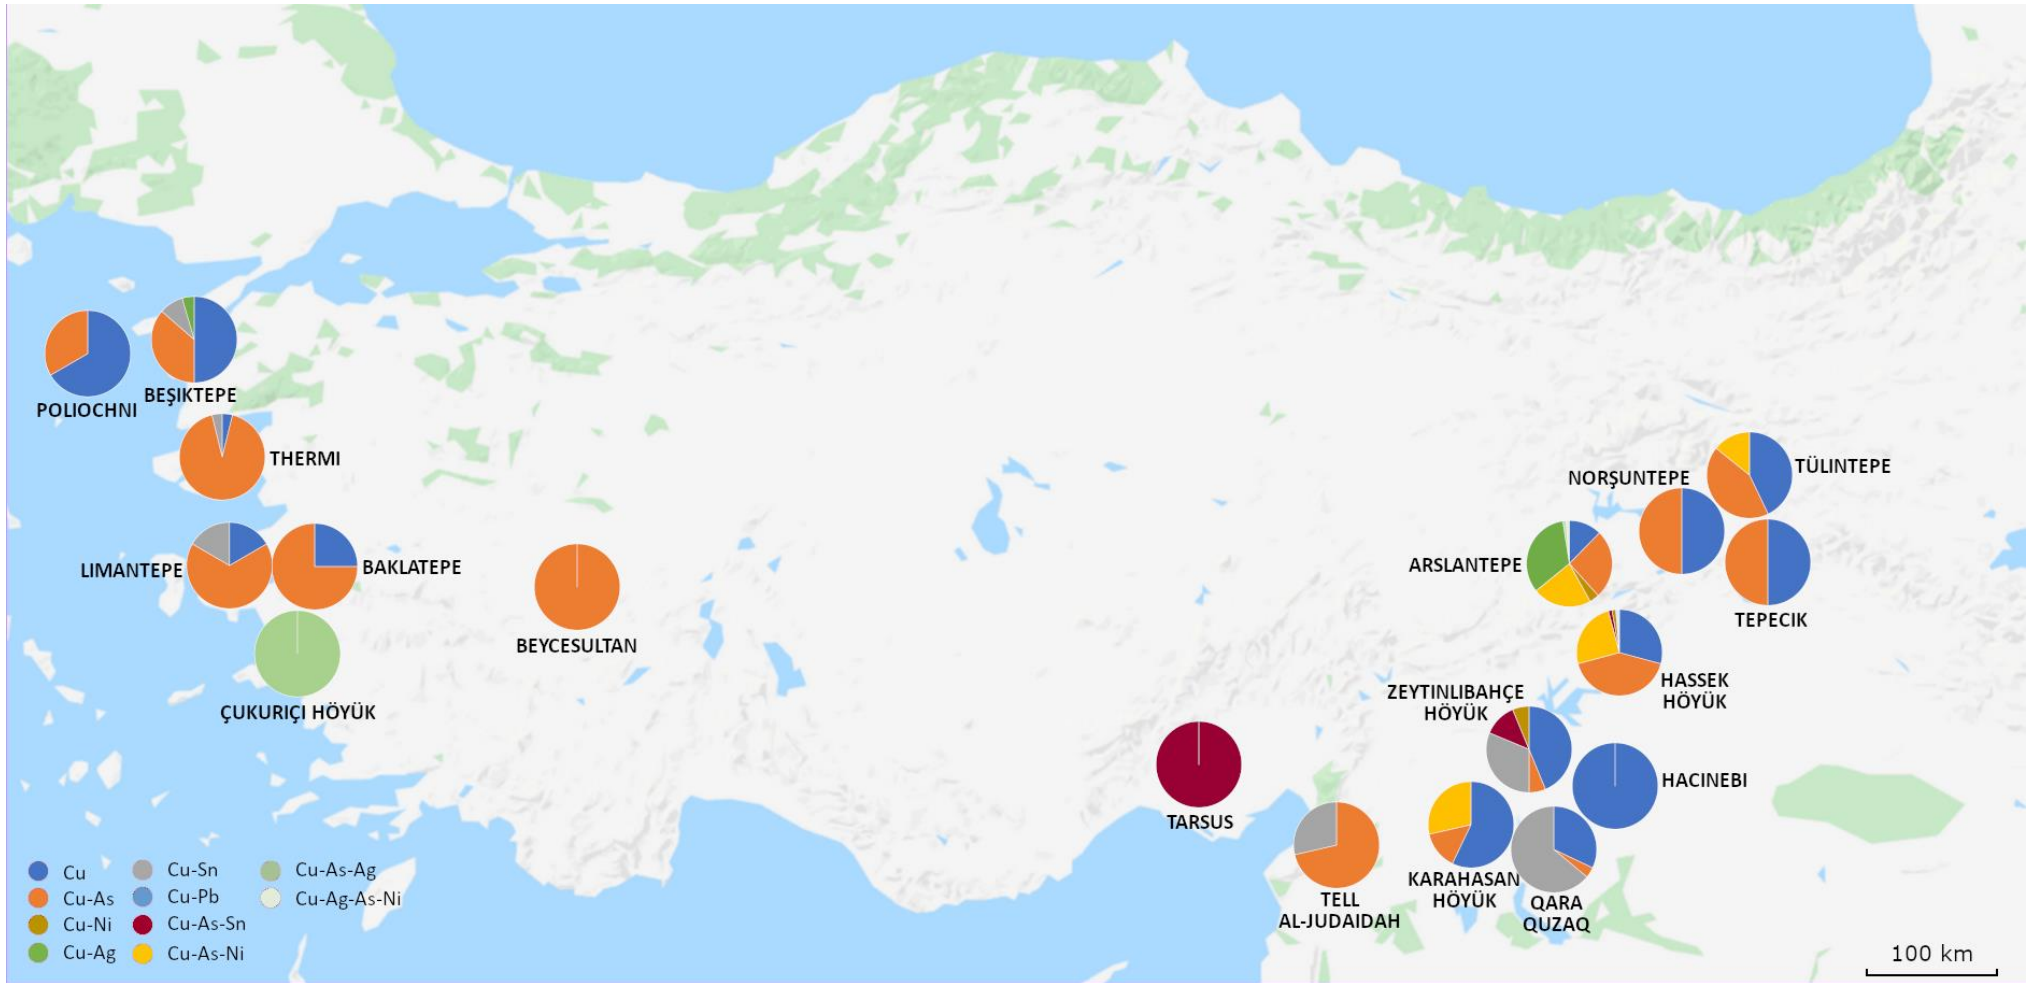 POLIOCHNI
BEŞIKTEPE
THERMI
LIMANTEPE
BAKLATEPE
ÇUKURIÇI HÖYÜK
BEYCESULTAN
TARSUS
TELL
AL-JUDAIDAH
KARAHASAN
HÖYÜK
QARA
QUZAQ
ZEYTINLIBAHÇE
HÖYÜK
HACINEBI
HASSEK
HÖYÜK
ARSLANTEPE
NORŞUNTEPE
TÜLINTEPE
TEPECIK
Cu
Cu-As
Cu-Ni
Cu-Ag
Cu-Sn
Cu-Pb
Cu-As-Sn
Cu-As-Ni
Cu-As-Ag
Cu-Ag-As-Ni
100 km